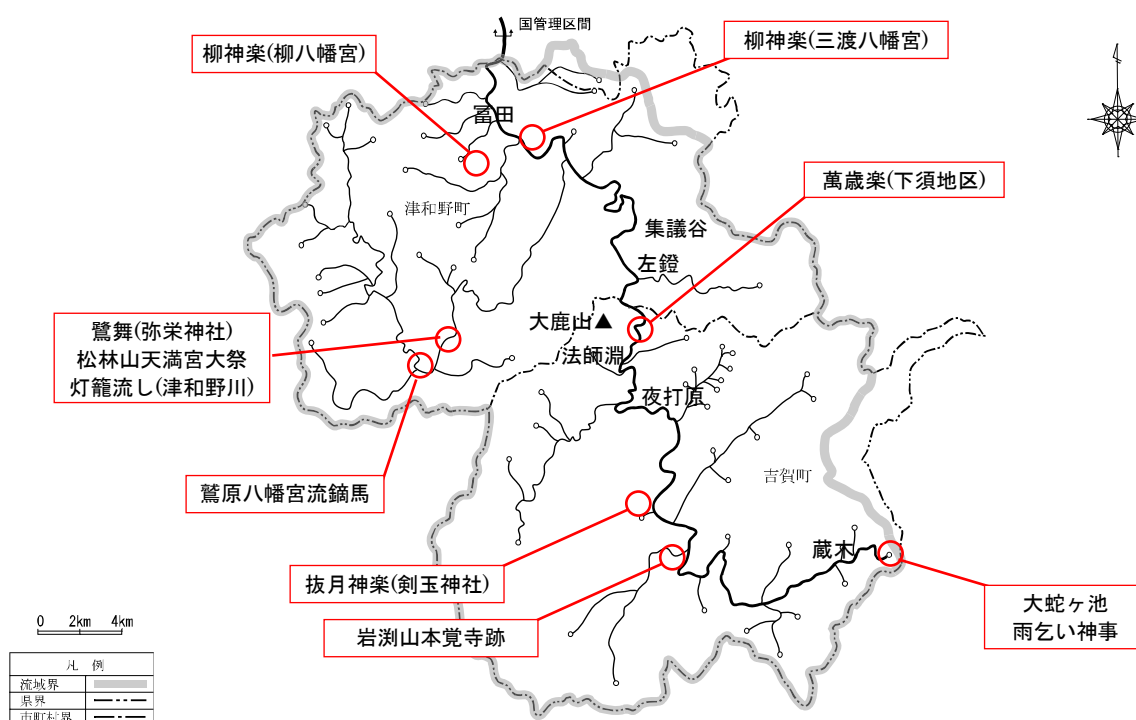 国管理区間
柳神楽(柳八幡宮)
柳神楽(三渡八幡宮)
冨田
萬歳楽(下須地区)
津和野町
集議谷
左鐙
大鹿山▲
鷺舞(弥栄神社)
松林山天満宮大祭
灯籠流し(津和野川)
法師淵
夜打原
吉賀町
鷲原八幡宮流鏑馬
蔵木
抜月神楽(剣玉神社)
岩渕山本覚寺跡
大蛇ヶ池
雨乞い神事
0 2km 4km
凡 例
流域界
県界
市町村界